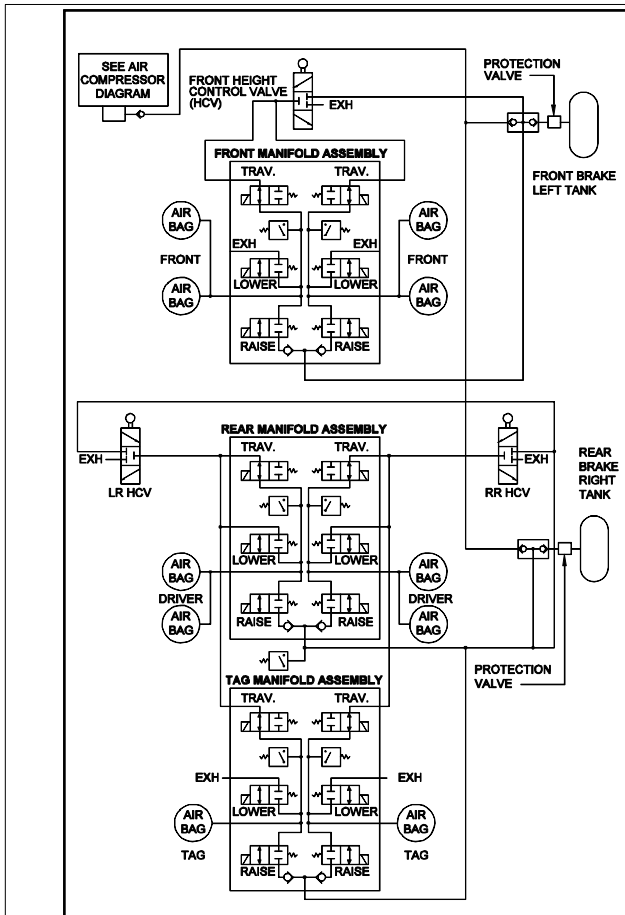 SEE AIR
COMPRESSOR
DIAGRAM
FRONT HEIGHT
CONTROL VALVE
(HCV)
EXH
PROTECTION
VALVE
FRONT BRAKE
LEFT TANK
FRONT MANIFOLD ASSEMBLY
TRAV.
TRAV.
AIR
BAG
AIR
BAG
FRONT
EXH
EXH
FRONT
LOWER
LOWER
AIR
BAG
AIR
BAG
RAISE
RAISE
REAR MANIFOLD ASSEMBLY
TRAV.
TRAV.
EXH
LR HCV
EXH
RR HCV
REAR
BRAKE
RIGHT
TANK
LOWER
LOWER
AIR
BAG
AIR
BAG
DRIVER
DRIVER
AIR
BAG
AIR
BAG
RAISE
RAISE
PROTECTION
VALVE
TAG MANIFOLD ASSEMBLY
TRAV.
TRAV.
EXH
EXH
LOWER
LOWER
AIR
BAG
AIR
BAG
TAG
TAG
RAISE
RAISE